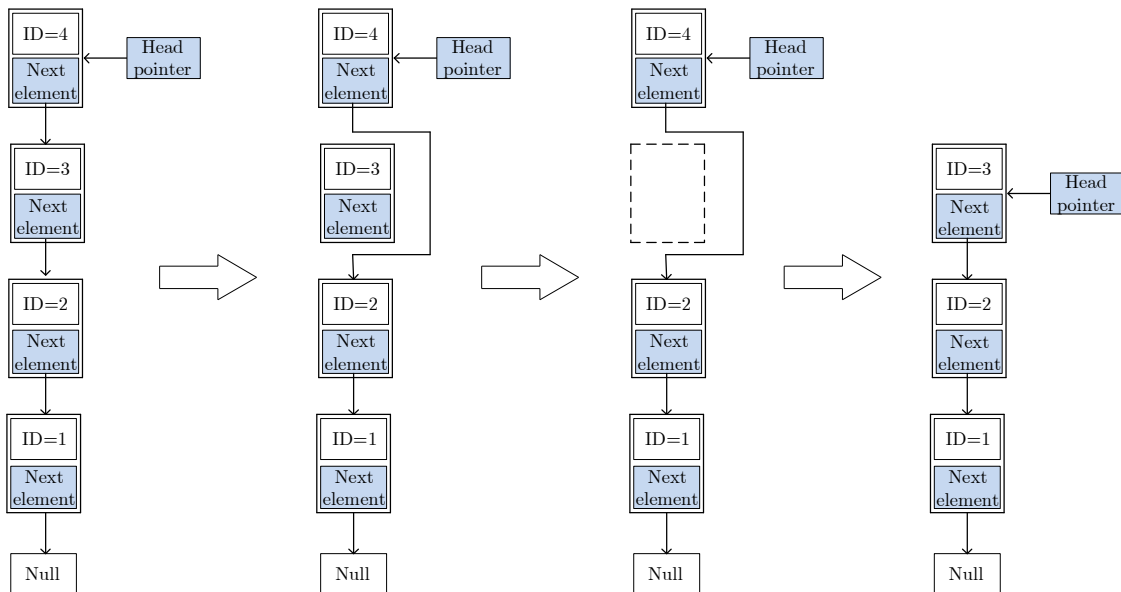 ID=4
Next
element
Head
pointer
ID=3
Next
element
ID=2
Next
element
ID=1
Next
element
Null
ID=4
Next
element
Head
pointer
ID=3
Next
element
ID=2
Next
element
ID=1
Next
element
Null
ID=4
Next
element
Head
pointer
ID=2
Next
element
ID=1
Next
element
Null
ID=3
Next
element
Head
pointer
ID=2
Next
element
ID=1
Next
element
Null